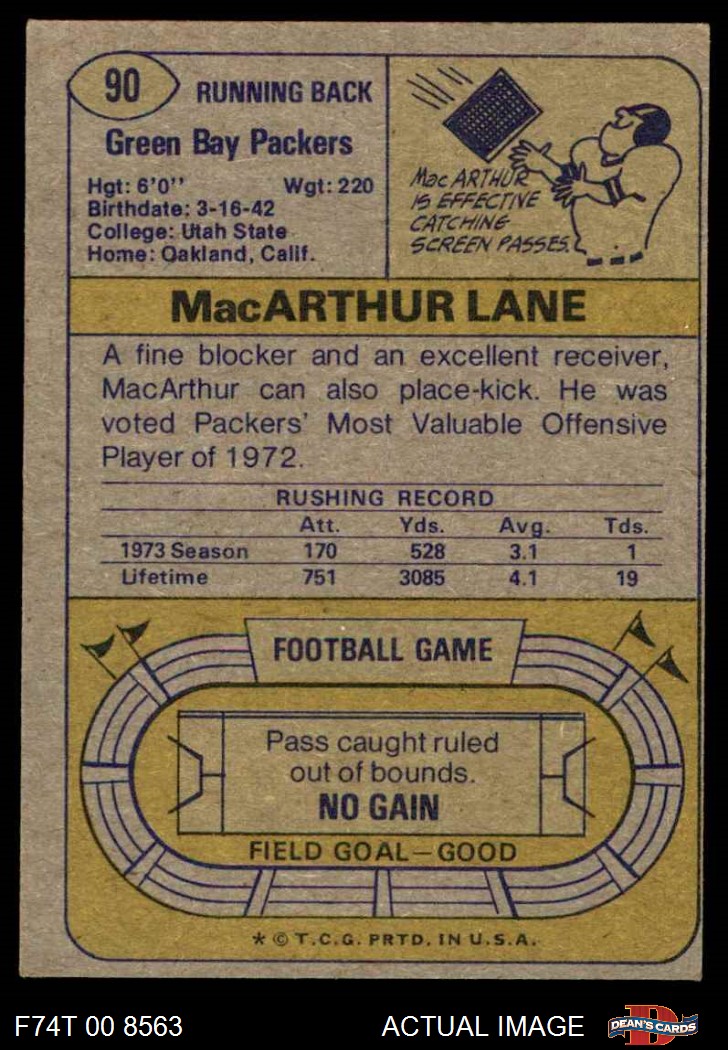 90
RUNNING BACK
Green Bay Packers
Hgt: 6'0'' Wgt: 220
Birthdate: 3-16-42
College: Utah State
Home: Oakland, Calif.
MacARTHUR
IS EFFECTIVE
CATCHING
SCREEN PASSES.
MacARTHUR LANE
A fine blocker and an excellent receiver,
MacArthur can also place-kick. He was
voted Packers' Most Valuable Offensive
Player of 1972.
RUSHING RECORD
Att. Yds. Avg. Tds.
1973 Season 170 528 3.1 1
Lifetime 751 3085 4.1 19
FOOTBALL GAME
Pass caught ruled
out of bounds.
NO GAIN
FIELD GOAL—GOOD
* © T.C.G. PRTD. IN U.S.A.
F74T 00 8563
ACTUAL IMAGE
D
DEAN'S CARDS